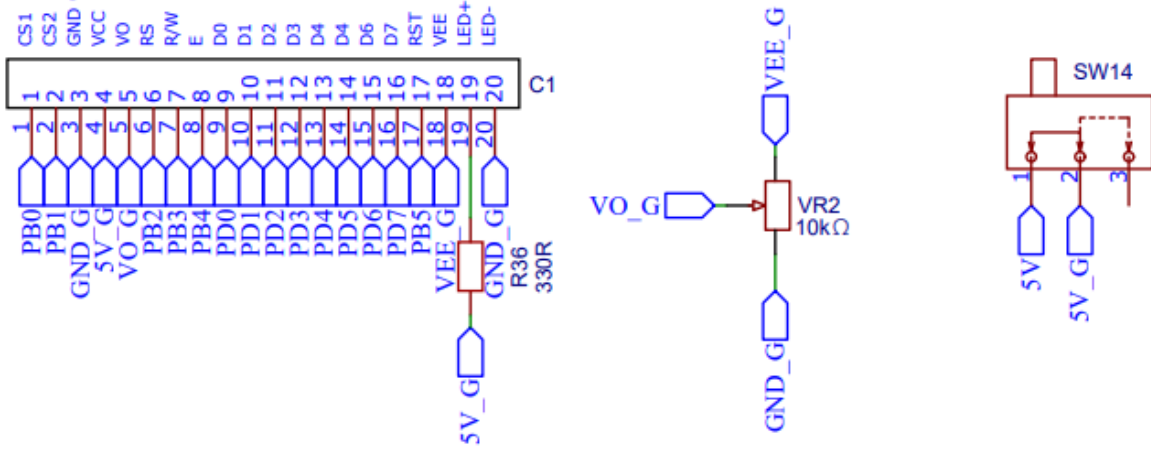 CS1
CS2
GND
VCC
VO
RS
R/W
E
D0
D1
D2
D3
D4
D4
D6
D7
RST
VEE
LED+
LED-
1 2 3 4 5 6 7 8 9 10 11 12 13 14 15 16 17 18 19 20
C1
1 2 3 4 5 6 7 8 9 10 11 12 13 14 15 16 17 18 19 20
PB0
PB1
GND_G
5V_G
VO_G
PB2
PB3
PB4
PD0
PD1
PD2
PD3
PD4
PD5
PD6
PD7
PB5
VEE_G
GND_G
R36
330R
5V_G
VEE_G
VO_G
VR2
10kΩ
GND_G
SW14
1 2 3
5V
5V_G